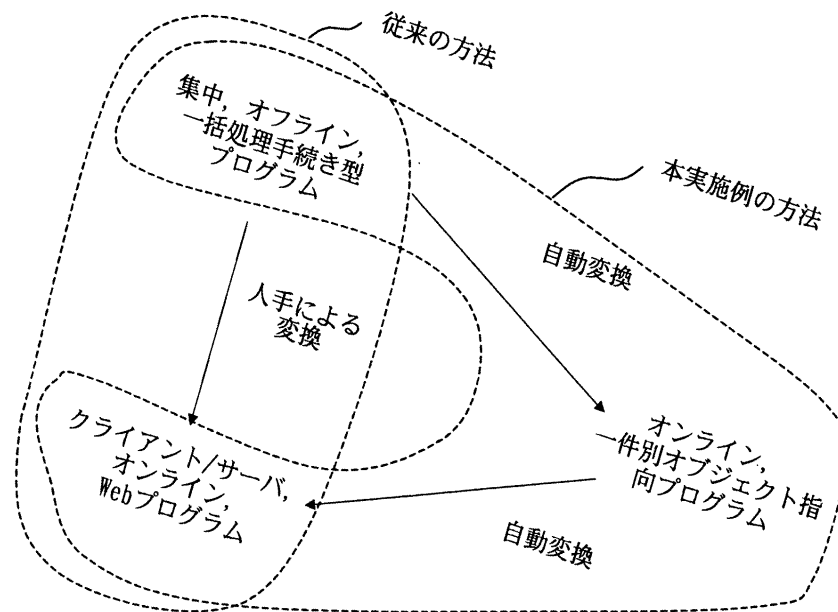 従来の方法
集中, オフライン,
一括処理手続き型
プログラム
本実施例の方法
自動変換
人手による
変換
オンライン,
一件別オブジェクト指
向プログラム
クライアント/サーバ,
オンライン,
Webプログラム
自動変換